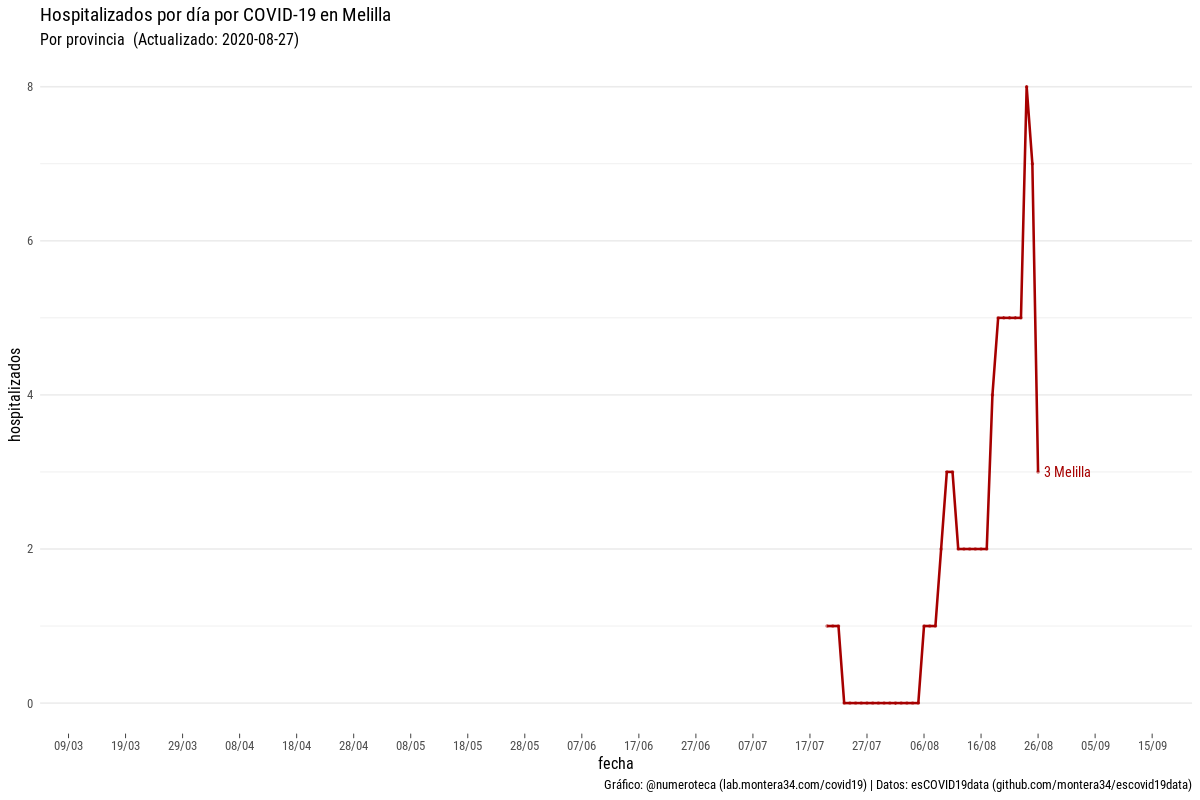 Hospitalizados por día por COVID-19 en Melilla
Por provincia  (Actualizado: 2020-08-27)
8
6
4
2
0
hospitalizados
3 Melilla
09/03 19/03 29/03 08/04 18/04 28/04 08/05 18/05 28/05 07/06 17/06 27/06 07/07 17/07 27/07 06/08 16/08 26/08 05/09 15/09
fecha
Gráfico: @numeroteca (lab.montera34.com/covid19) | Datos: esCOVID19data (github.com/montera34/escovid19data)